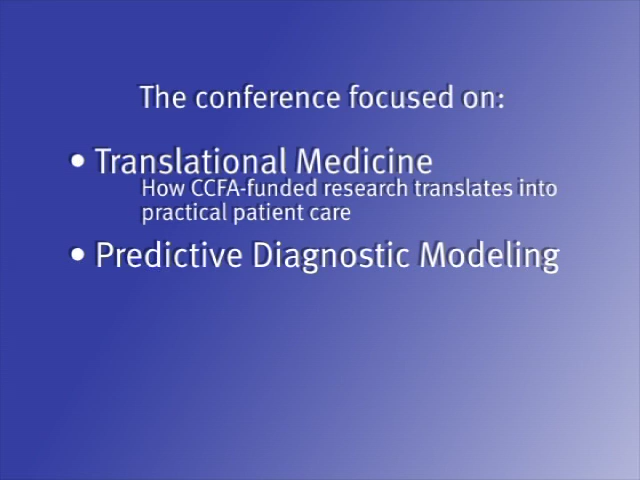 The conference focused on:
• Translational Medicine
How CCFA-funded research translates into
practical patient care
• Predictive Diagnostic Modeling